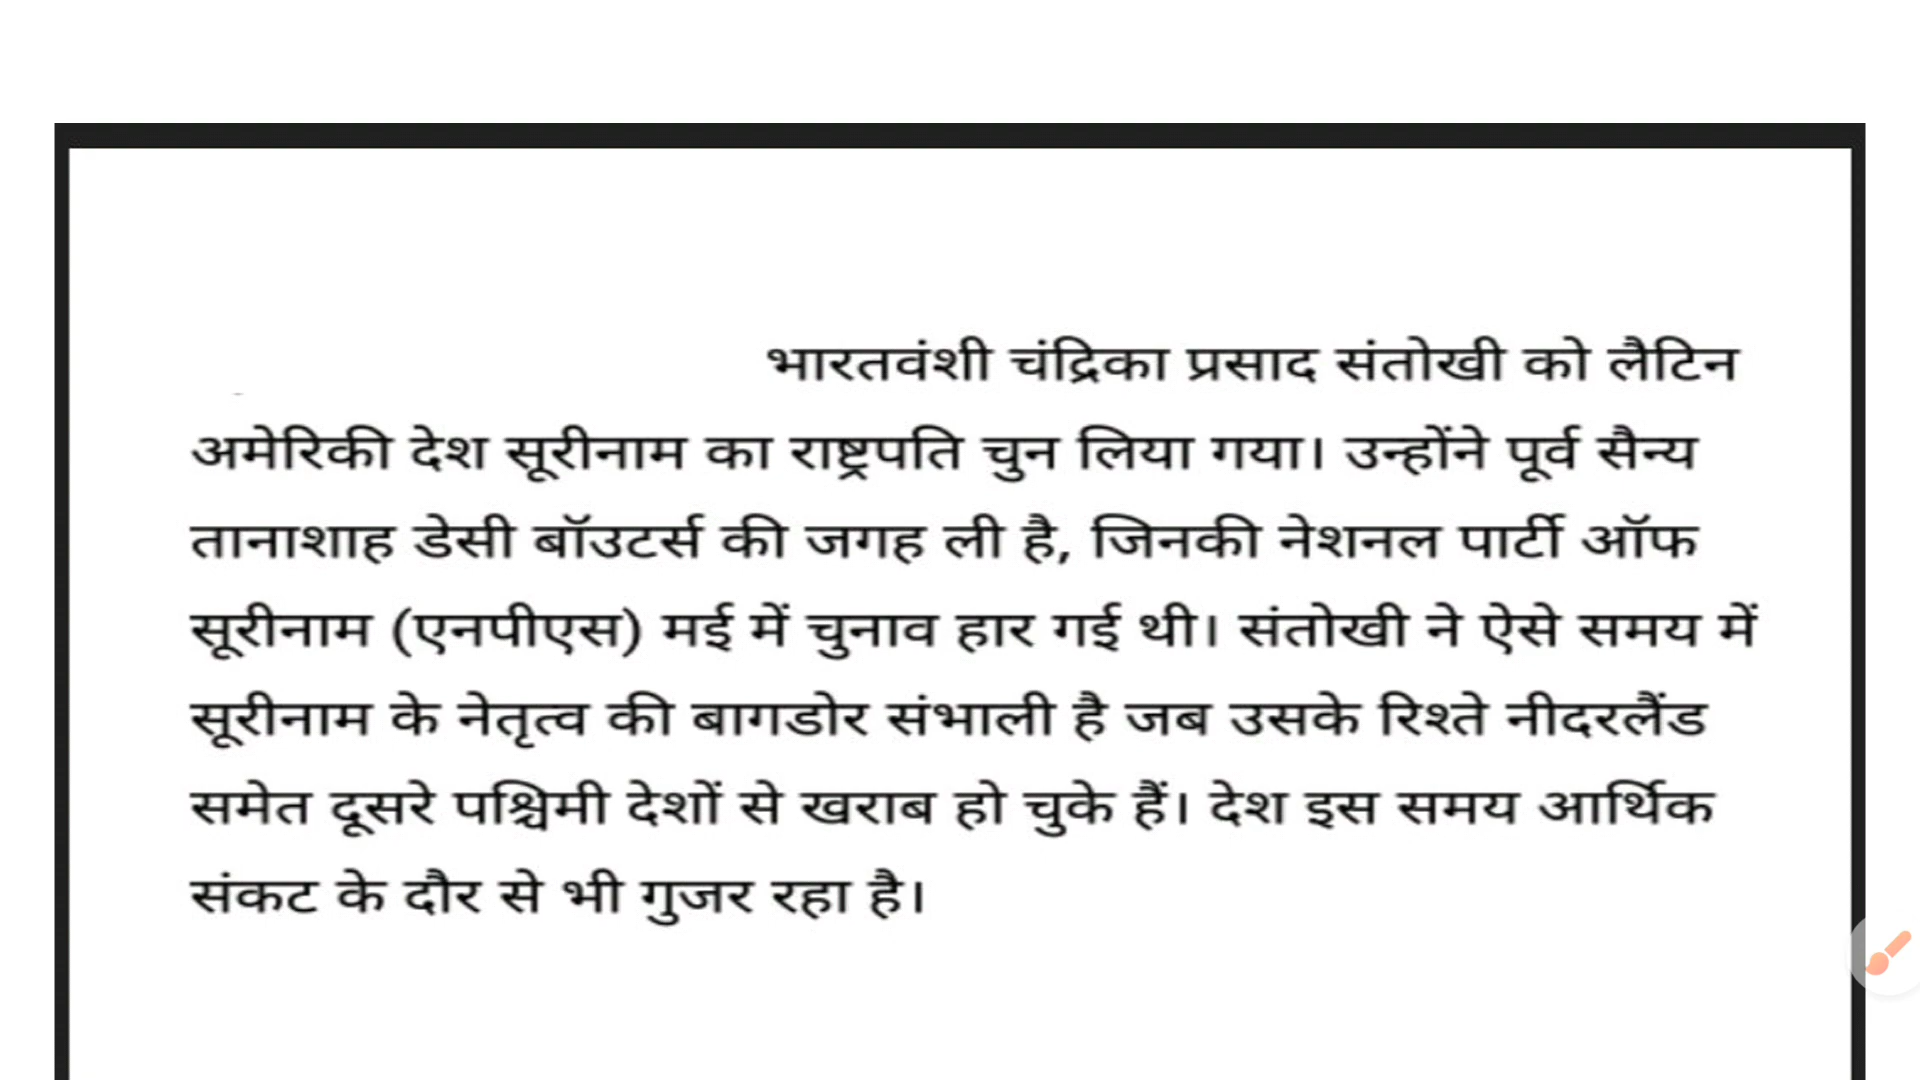 भारतवंशी चंद्रिका प्रसाद संतोखी को लैटिन
अमेरिकी देश सूरीनाम का राष्ट्रपति चुन लिया गया। उन्होंने पूर्व सैन्य
तानाशाह डेसी बॉउटर्स की जगह ली है, जिनकी नेशनल पार्टी ऑफ
सूरीनाम (एनपीएस) मई में चुनाव हार गई थी। संतोखी ने ऐसे समय में
सूरीनाम के नेतृत्व की बागडोर संभाली है जब उसके रिश्ते नीदरलैंड
समेत दूसरे पश्चिमी देशों से खराब हो चुके हैं। देश इस समय आर्थिक
संकट के दौर से भी गुजर रहा है।